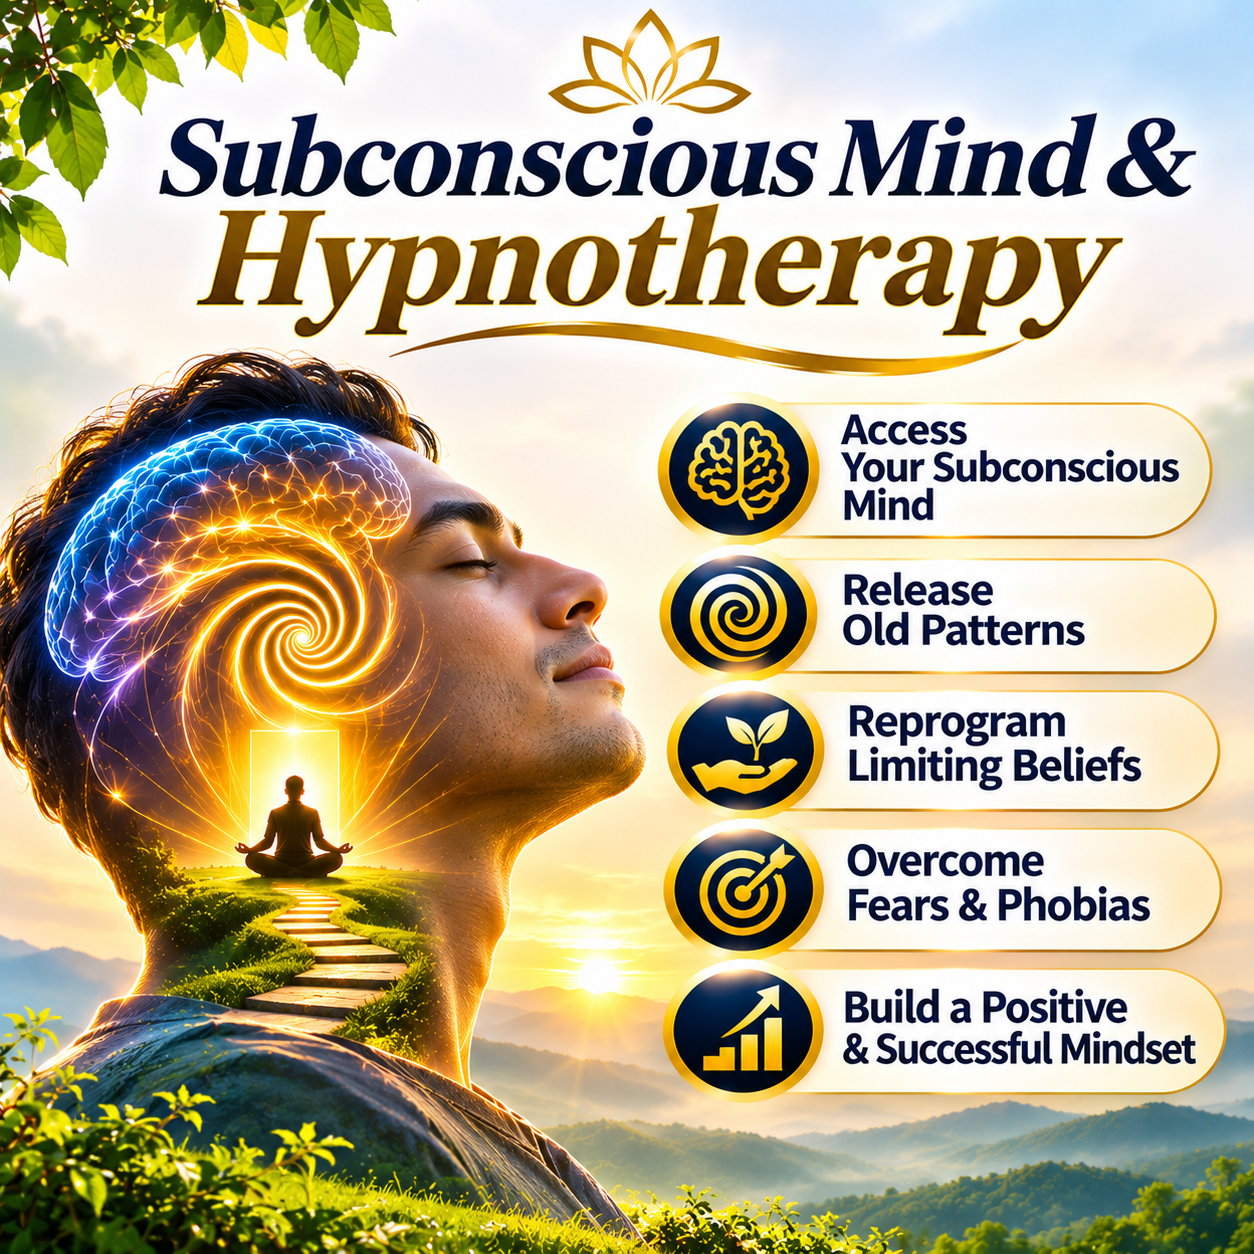 Subconscious Mind &
Hypnotherapy
Access
Your Subconscious
Mind
Release
Old Patterns
Reprogram
Limiting Beliefs
Overcome
Fears & Phobias
Build a Positive
& Successful Mindset